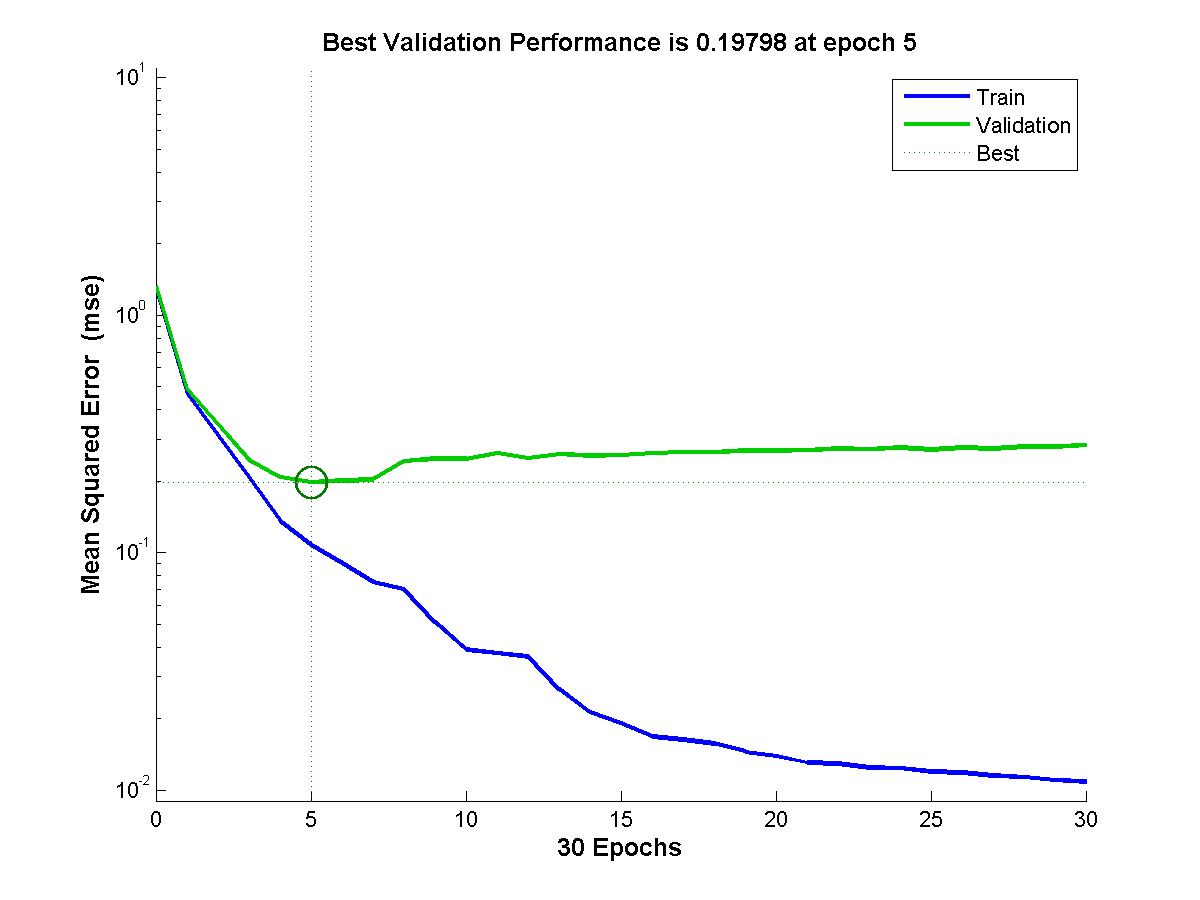 Best Validation Performance is 0.19798 at epoch 5
Train
Validation
Best
Mean Squared Error (mse)
10^1
10^0
10^-1
10^-2
0 5 10 15 20 25 30
30 Epochs